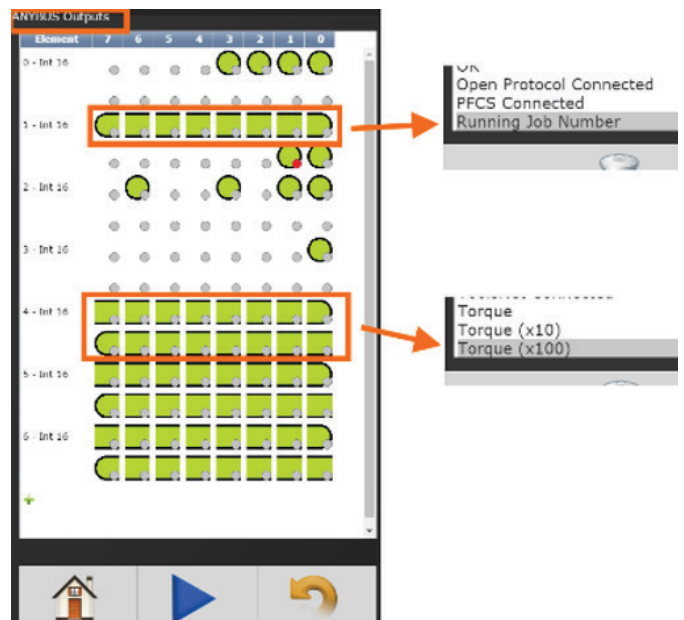 ANYBUS Outputs
Element 7 6 5 4 3 2 1 0
0 - Int 16
1 - Int 16
2 - Int 16
3 - Int 16
4 - Int 16
5 - Int 16
6 - Int 16
OK
Open Protocol Connected
PFCS Connected
Running Job Number
Connected
Torque
Torque (x10)
Torque (x100)